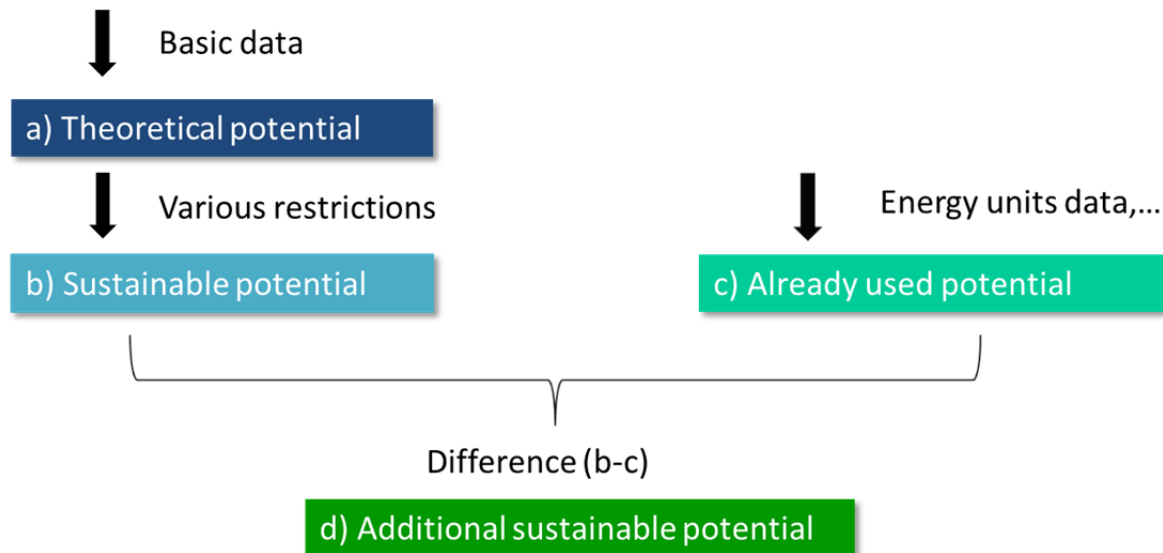 Basic data
a) Theoretical potential
Various restrictions
Energy units data,...
b) Sustainable potential
c) Already used potential
Difference (b-c)
d) Additional sustainable potential